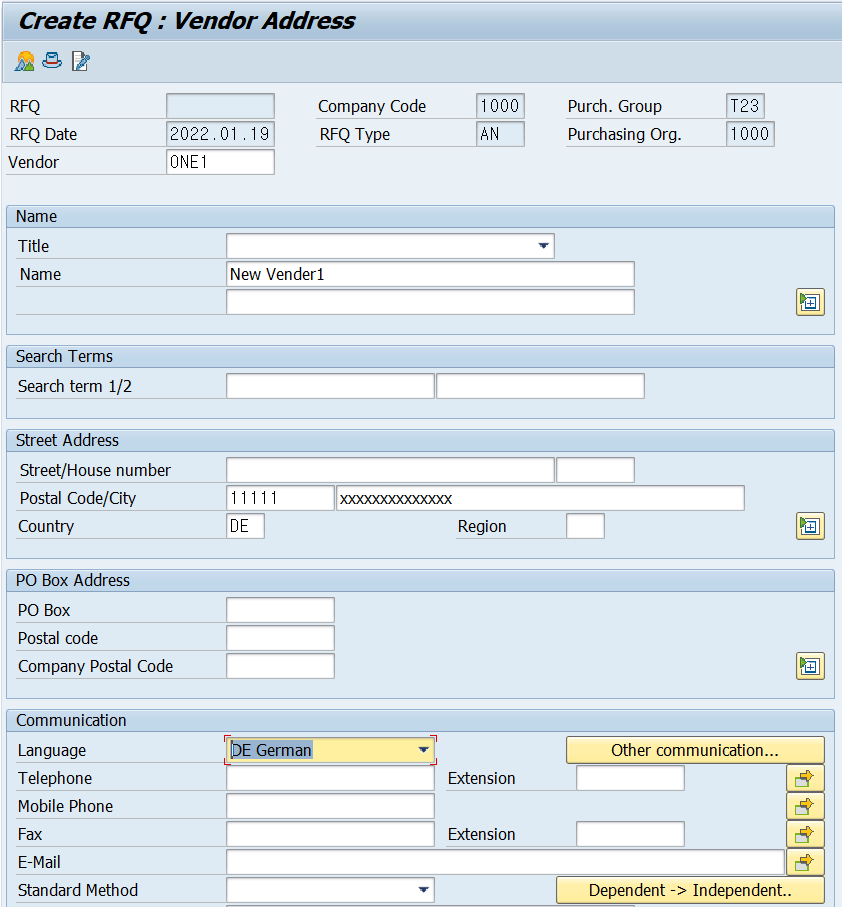 Create RFQ : Vendor Address
RFQ Company Code 1000 Purch. Group T23
RFQ Date 2022.01.19 RFQ Type AN Purchasing Org. 1000
Vendor ONE1
Name
Title
Name New Vender1
Search Terms
Search term 1/2
Street Address
Street/House number
Postal Code/City 11111 xxxxxxxxxxxxxx
Country DE Region
PO Box Address
PO Box
Postal code
Company Postal Code
Communication
Language DE German Other communication...
Telephone Extension
Mobile Phone
Fax Extension
E-Mail
Standard Method Dependent -> Independent..